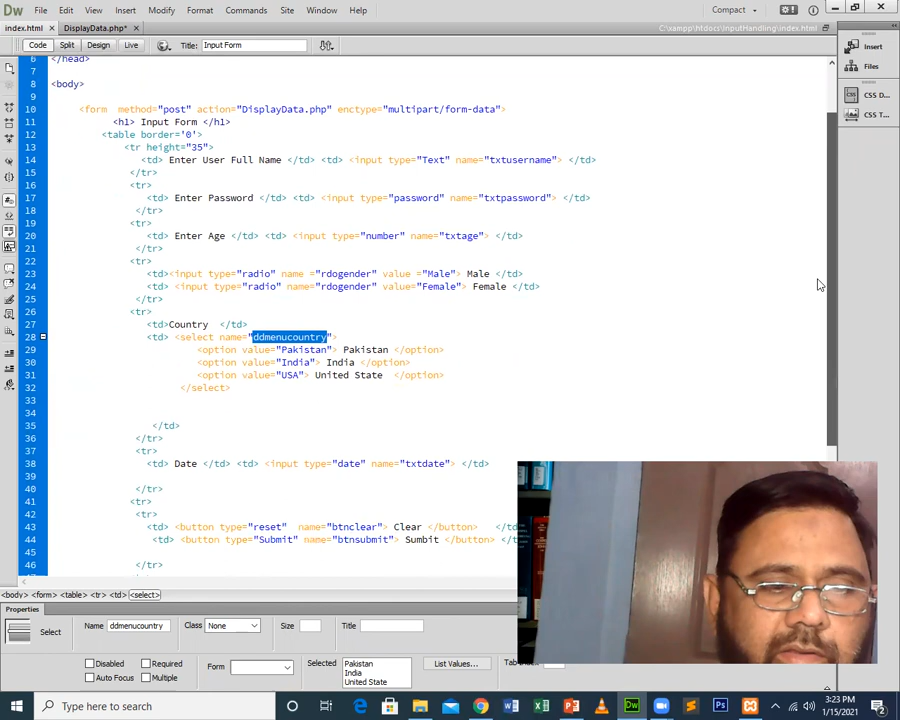 Dw File Edit View Insert Modify Format Commands Site Window Help Compact
index.html × DisplayData.php* × C:\xampp\htdocs\InputHandling\index.html
Code Split Design Live Title: Input Form
Insert
Files
CSS D...
CSS T...
6 </head>
7
8 <body>
9
10 <form method="post" action="DisplayData.php" enctype="multipart/form-data">
11 <h1> Input Form </h1>
12 <table border='0'>
13 <tr height="35">
14 <td> Enter User Full Name </td> <td> <input type="Text" name="txtusername"> </td>
15 </tr>
16 <tr>
17 <td> Enter Password </td> <td> <input type="password" name="txtpassword"> </td>
18 </tr>
19 <tr>
20 <td> Enter Age </td> <td> <input type="number" name="txtage"> </td>
21 </tr>
22 <tr>
23 <td><input type="radio" name ="rdogender" value ="Male"> Male </td>
24 <td> <input type="radio" name="rdogender" value="Female"> Female </td>
25 </tr>
26 <tr>
27 <td>Country </td>
28 <td> <select name="ddmenucountry">
29 <option value="Pakistan"> Pakistan </option>
30 <option value="India"> India </option>
31 <option value="USA"> United State </option>
32 </select>
33
34
35 </td>
36 </tr>
37 <tr>
38 <td> Date </td> <td> <input type="date" name="txtdate"> </td>
39
40 </tr>
41 <tr>
42 <tr>
43 <td> <button type="reset" name="btnclear"> Clear </button> </td>
44 <td> <button type="Submit" name="btnsubmit"> Sumbit </button> </t
45
46 </tr>
47
<body> <form> <table> <tr> <td> <select>
Properties
Select Name ddmenucountry Class None Size Title
Disabled Required Form Selected Pakistan List Values... Tab Index
Auto Focus Multiple India
United State
Type here to search
3:23 PM
1/15/2021
2